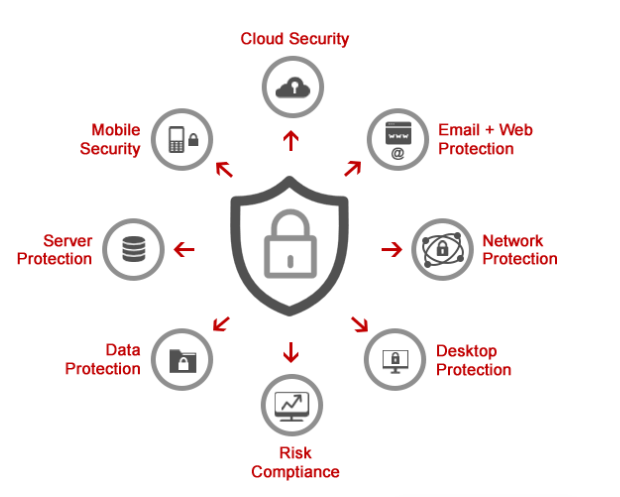 Cloud Security
Email + Web
Protection
Network
Protection
Desktop
Protection
Risk
Comptiance
Data
Protection
Server
Protection
Mobile
Security
@